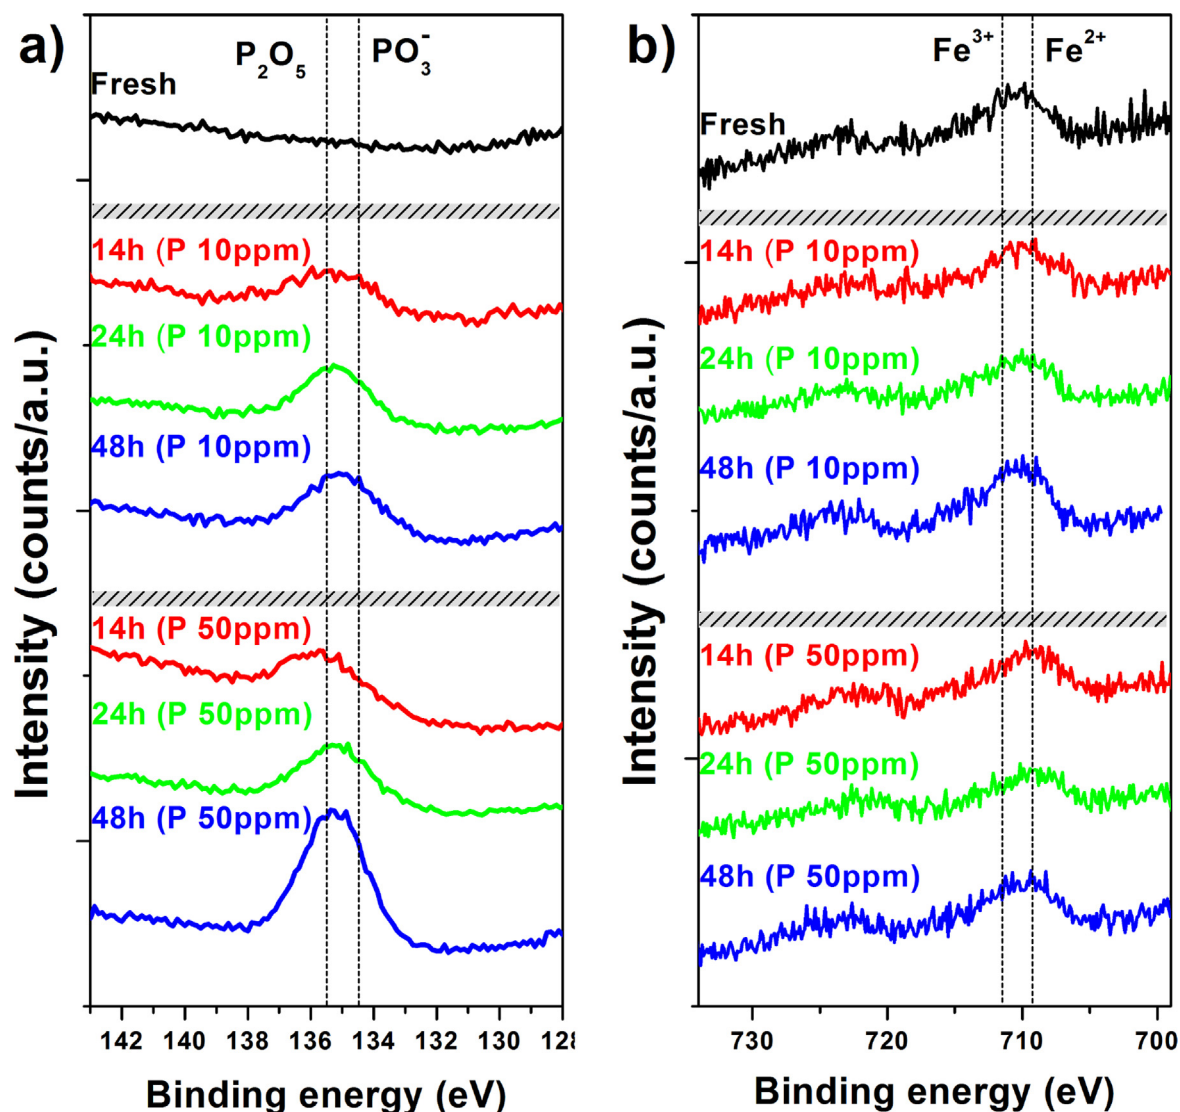 a)
P₂O₅ PO₃⁻
Fresh
14h (P 10ppm)
24h (P 10ppm)
48h (P 10ppm)
14h (P 50ppm)
24h (P 50ppm)
48h (P 50ppm)
Intensity (counts/a.u.)
142 140 138 136 134 132 130 128
Binding energy (eV)
b)
Fe³⁺ Fe²⁺
Fresh
14h (P 10ppm)
24h (P 10ppm)
48h (P 10ppm)
14h (P 50ppm)
24h (P 50ppm)
48h (P 50ppm)
Intensity (counts/a.u.)
730 720 710 700
Binding energy (eV)